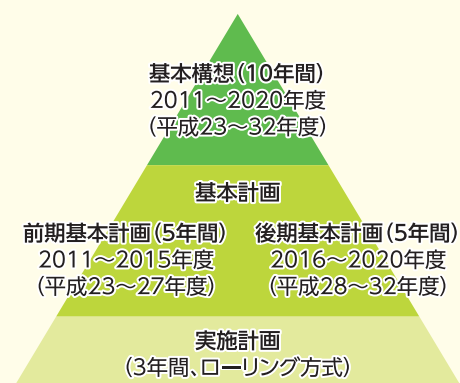 基本構想（10年間）
2011～2020年度
（平成23～32年度）
基本計画
前期基本計画（5年間）
2011～2015年度
（平成23～27年度）
後期基本計画（5年間）
2016～2020年度
（平成28～32年度）
実施計画
（3年間、ローリング方式）